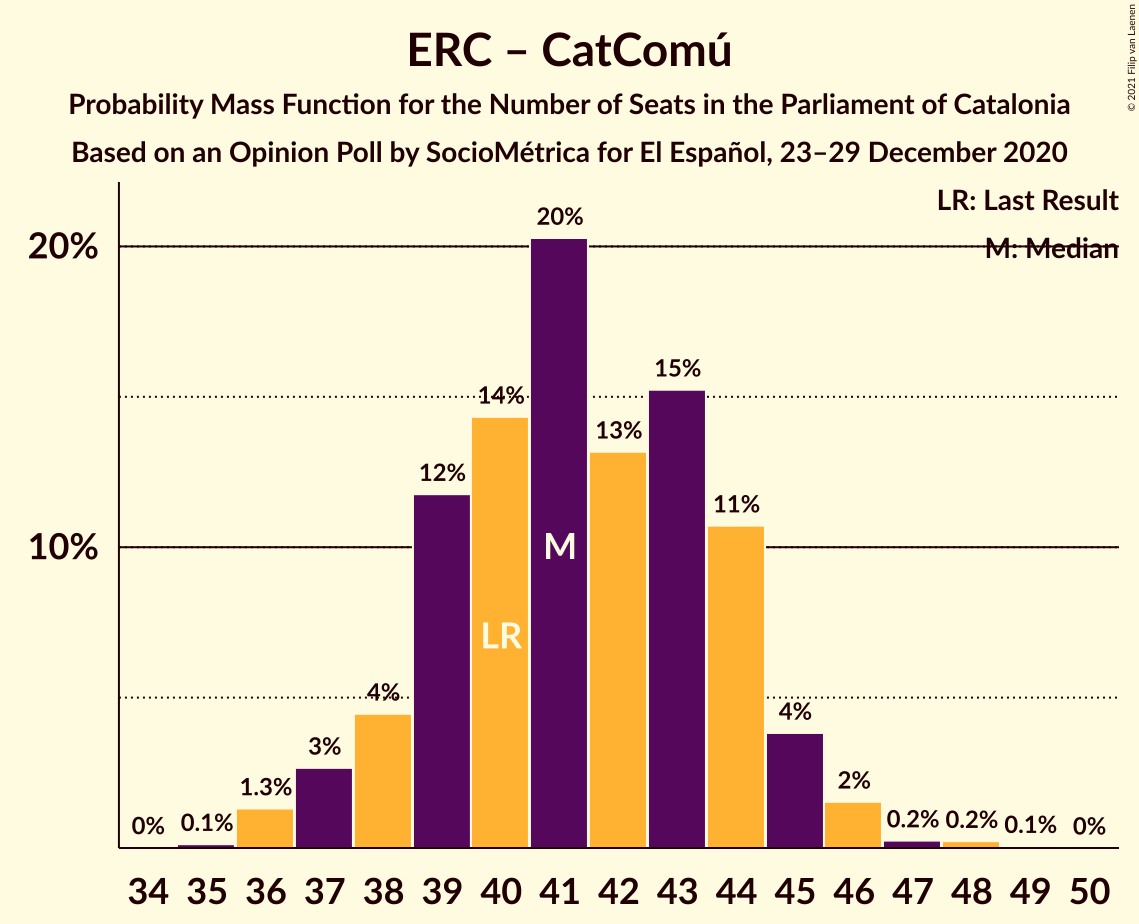 ERC – CatComú
Probability Mass Function for the Number of Seats in the Parliament of Catalonia
Based on an Opinion Poll by SocioMétrica for El Español, 23–29 December 2020
© 2021 Filip van Laenen
LR: Last Result
M: Median
20%
10%
0%
0.1%
1.3%
3%
4%
12%
14%
20%
13%
15%
11%
4%
2%
0.2%
0.2%
0.1%
0%
M
LR
34 35 36 37 38 39 40 41 42 43 44 45 46 47 48 49 50